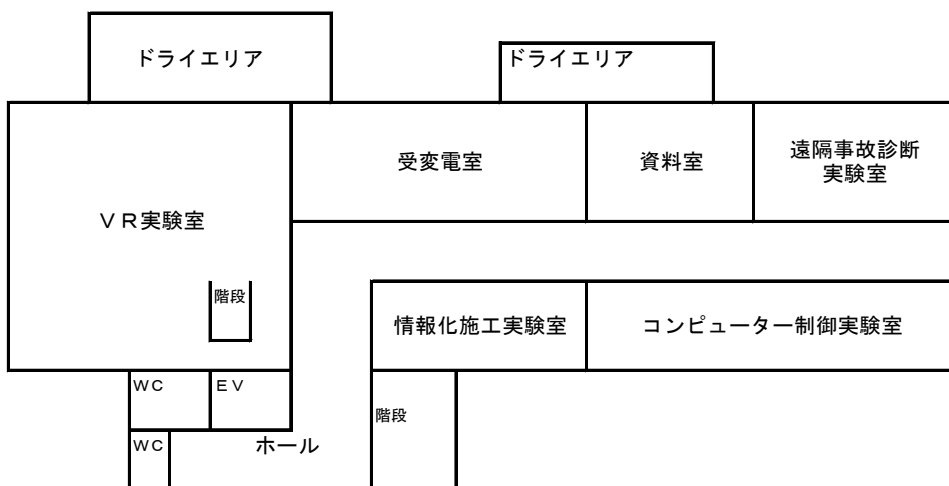 ドライエリア
ドライエリア
受変電室
資料室
遠隔事故診断
実験室
ＶＲ実験室
階段
情報化施工実験室
コンピューター制御実験室
ＷＣ
ＥＶ
階段
ＷＣ
ホール